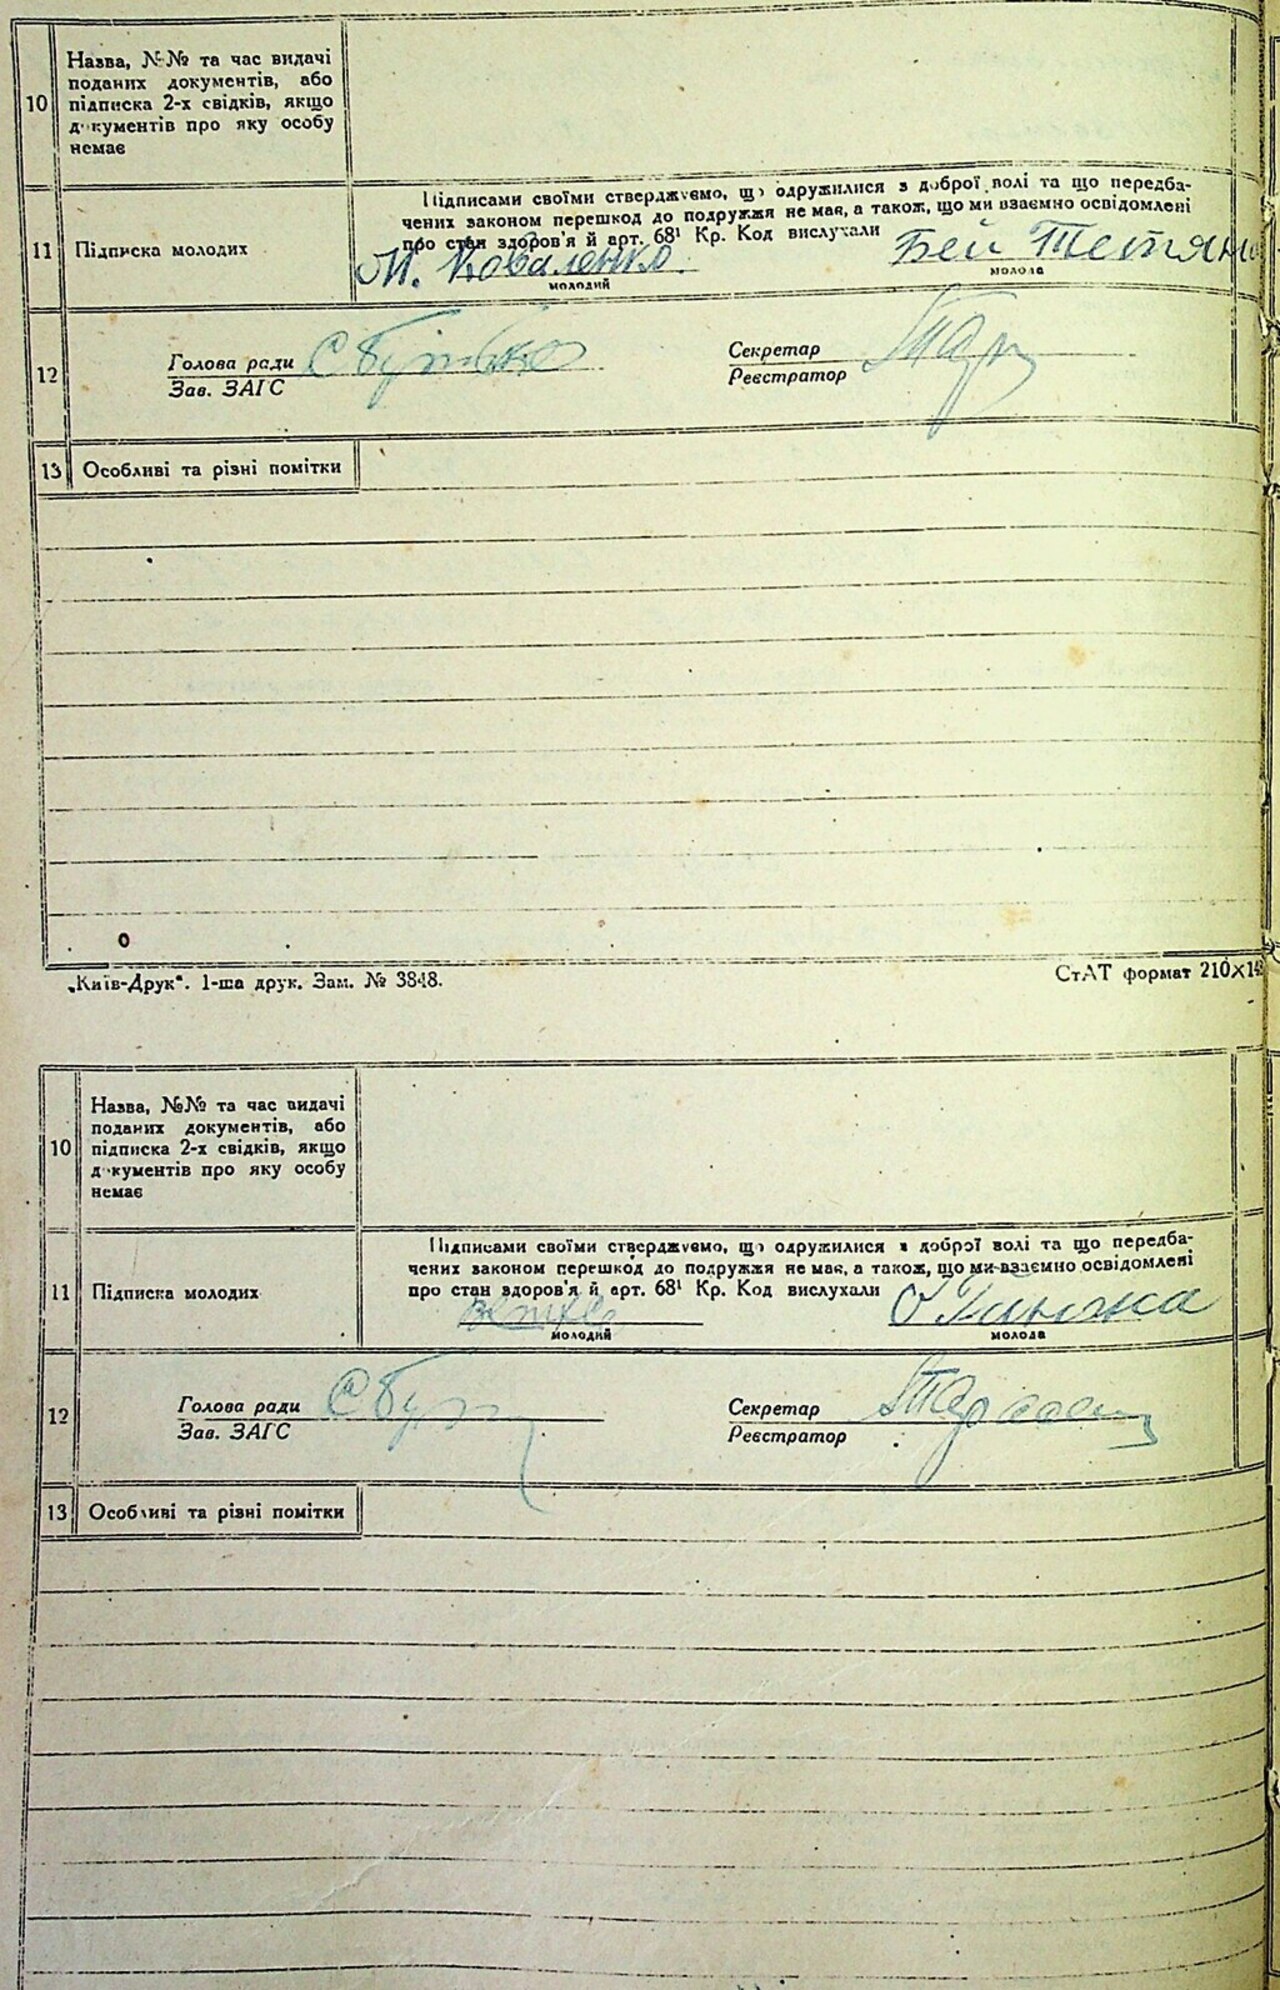 10
Назва, №№ та час видачі
поданих документів, або
підписка 2-х свідків, якщо
документів про яку особу
немає
11
Підписка молодих
Підписами своїми стверджуємо, що одружилися з доброї волі та що передба-
чених законом перешкод до подружжя не має, а також, що ми взаємно освідомлені
про стан здоров'я й арт. 68¹ Кр. Код вислухали
М. Коваленко
Бей Тетяна
молодий
молода
12
Голова ради
Зав. ЗАГС
Секретар
Реєстратор
13
Особливі та різні помітки
„Київ-Друк“. 1-ша друк. Зам. № 3848.
СтАТ формат 210×148
10
Назва, №№ та час видачі
поданих документів, або
підписка 2-х свідків, якщо
документів про яку особу
немає
11
Підписка молодих
Підписами своїми стверджуємо, що одружилися з доброї волі та що передба-
чених законом перешкод до подружжя не має, а також, що ми взаємно освідомлені
про стан здоров'я й арт. 68¹ Кр. Код вислухали
молодий
молода
12
Голова ради
Зав. ЗАГС
Секретар
Реєстратор
13
Особливі та різні помітки